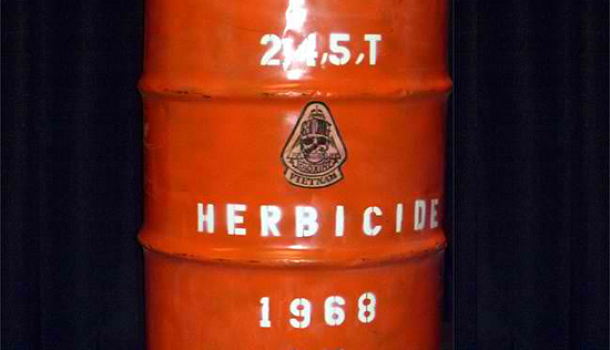 2,4,5,T
VIETNAM
HERBICIDE
1968